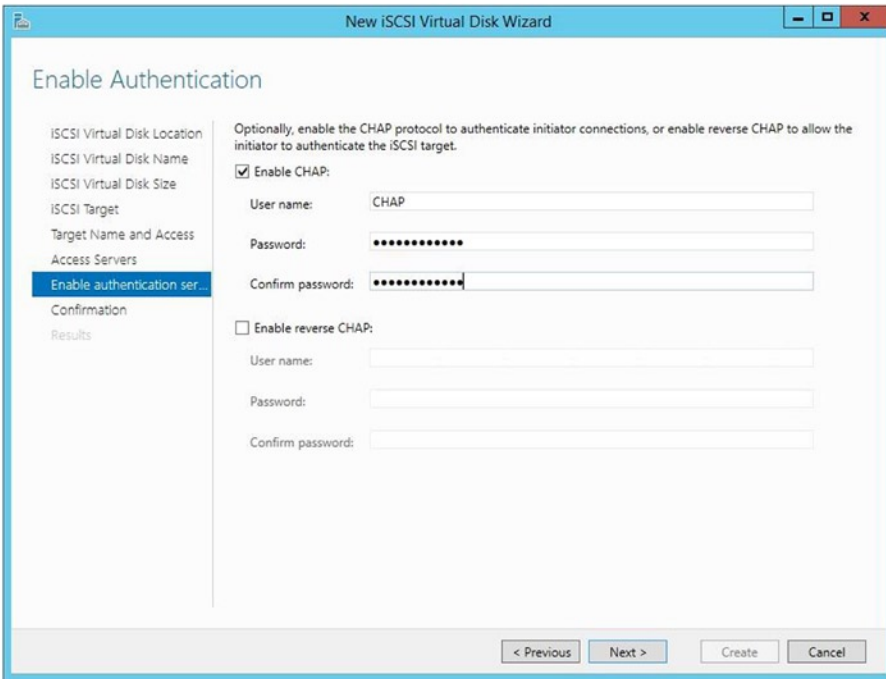 New iSCSI Virtual Disk Wizard
Enable Authentication
iSCSI Virtual Disk Location
iSCSI Virtual Disk Name
iSCSI Virtual Disk Size
iSCSI Target
Target Name and Access
Access Servers
Enable authentication ser...
Confirmation
Results
Optionally, enable the CHAP protocol to authenticate initiator connections, or enable reverse CHAP to allow the
initiator to authenticate the iSCSI target.
Enable CHAP:
User name: CHAP
Password: ●●●●●●●●●●●●
Confirm password: ●●●●●●●●●●●●
Enable reverse CHAP:
User name:
Password:
Confirm password:
< Previous Next > Create Cancel